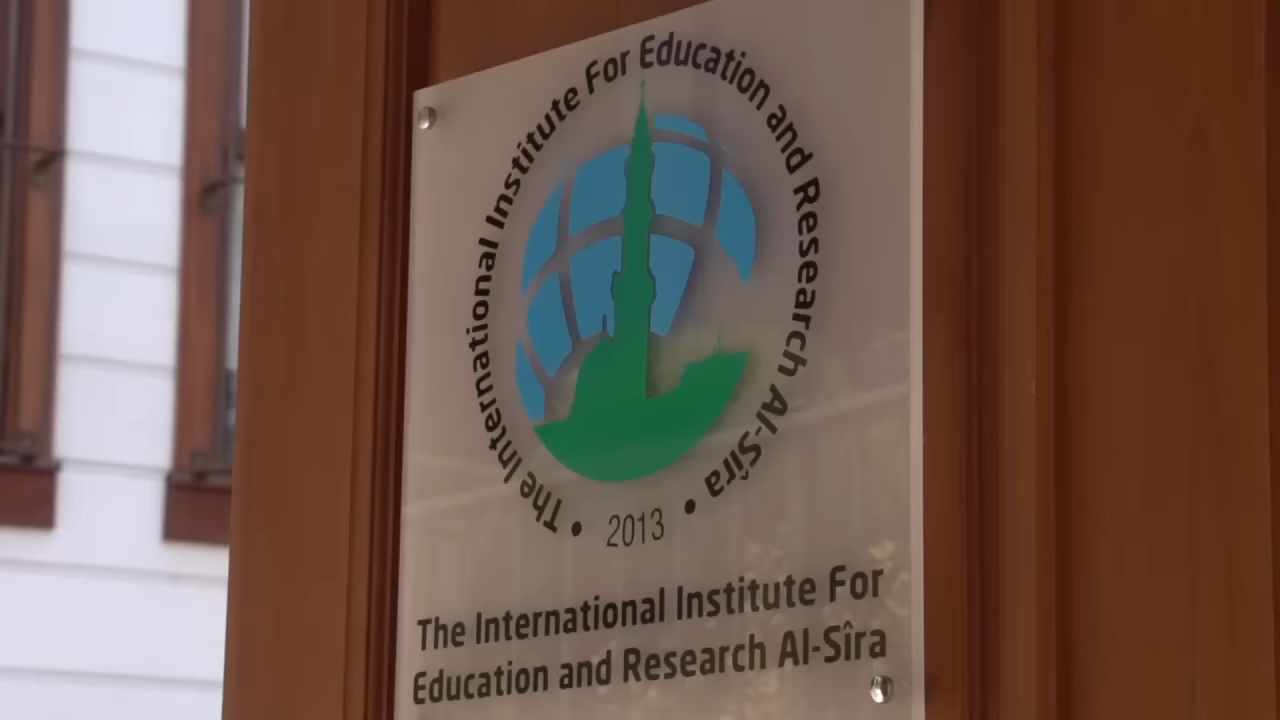 The International Institute For Education and Research Al-Sîra
• 2013 •
The International Institute For
Education and Research Al-Sîra